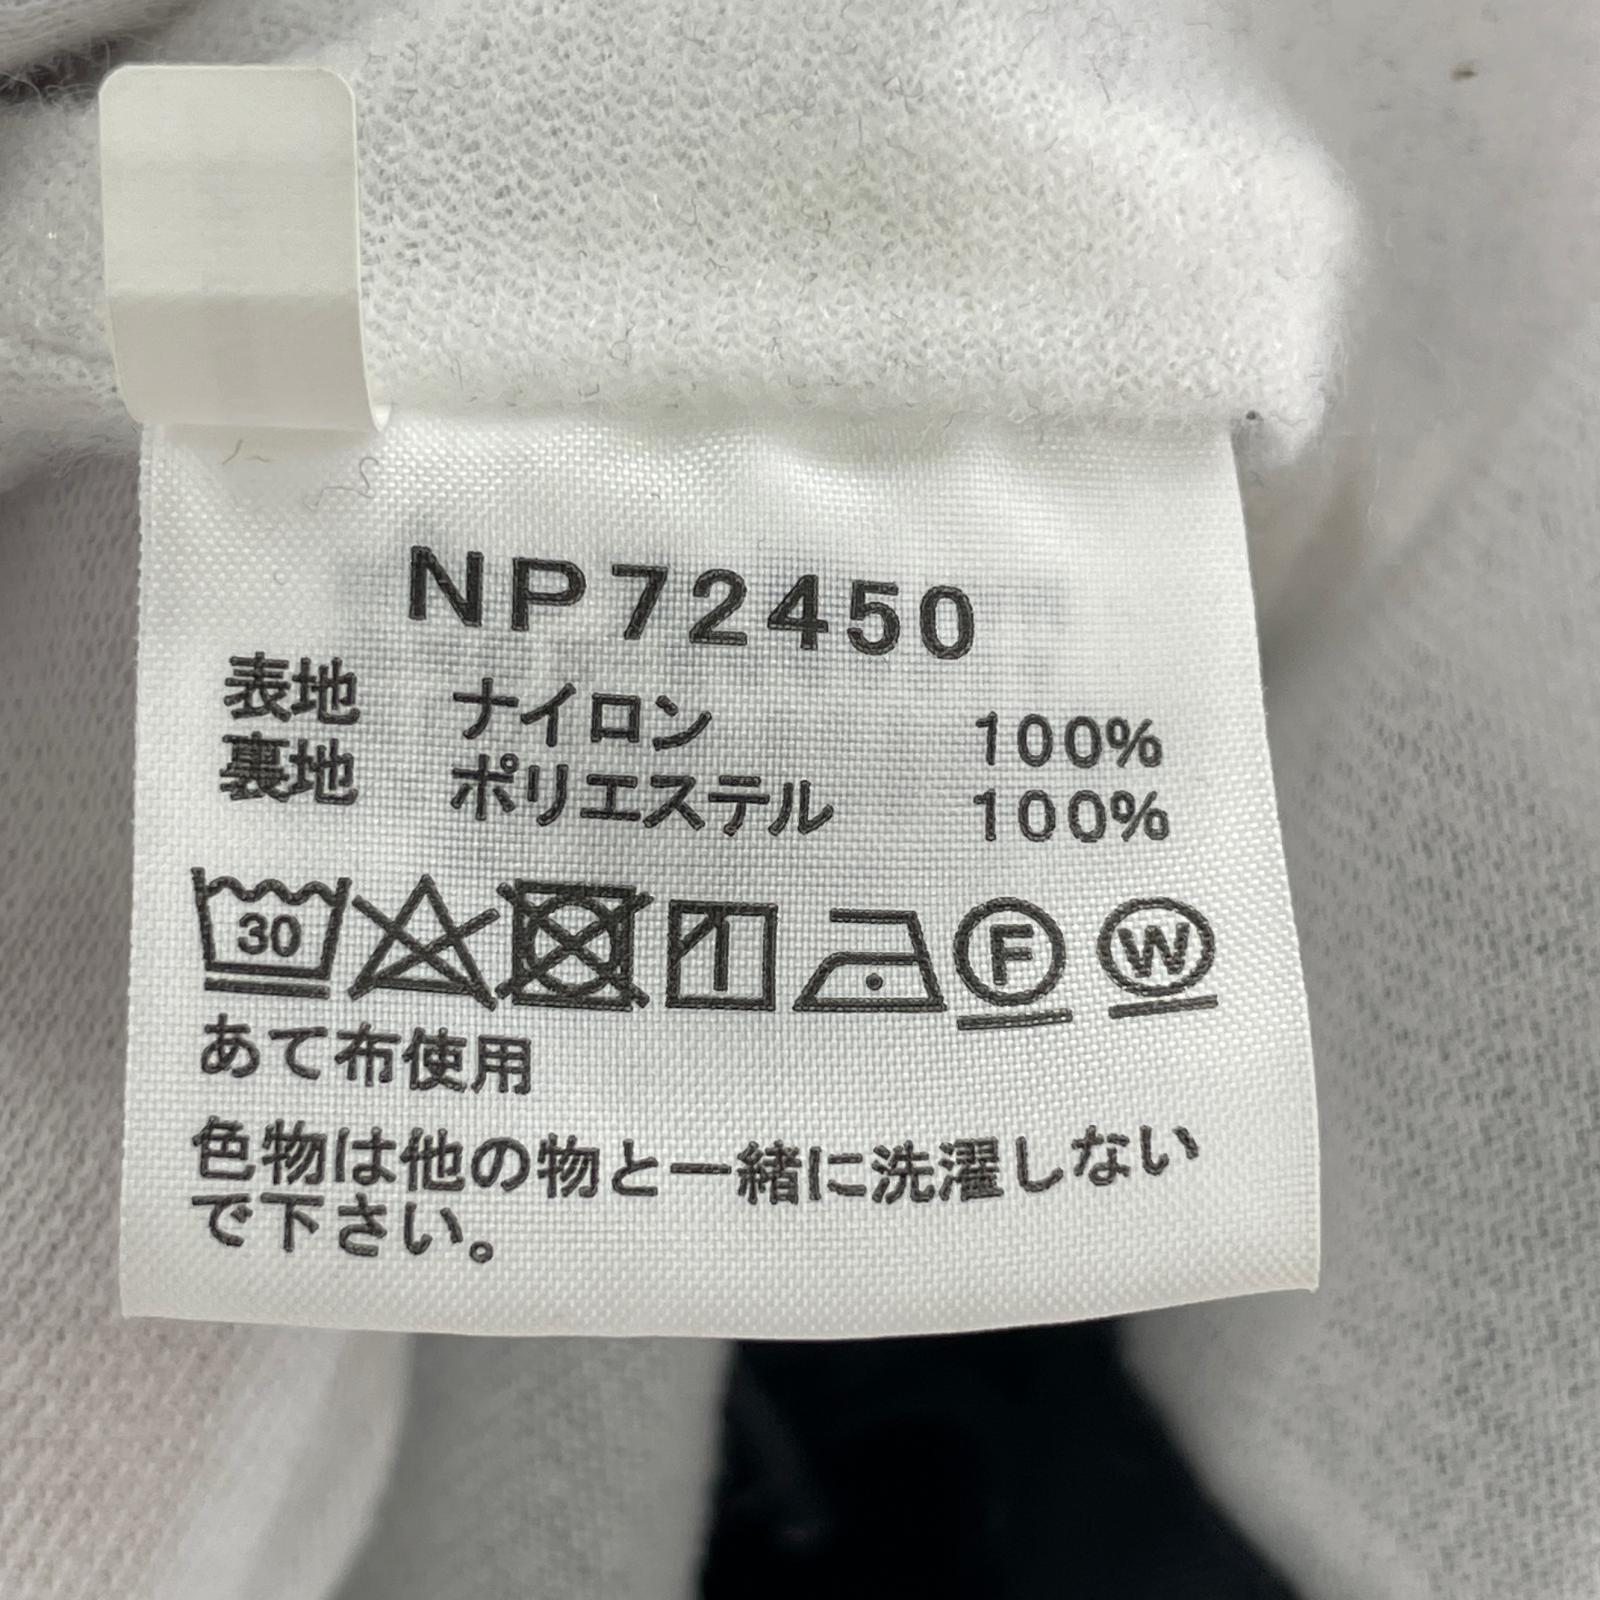 NP72450
表地 ナイロン 100%
裏地 ポリエステル 100%
30 F W
あて布使用
色物は他の物と一緒に洗濯しない
で下さい。